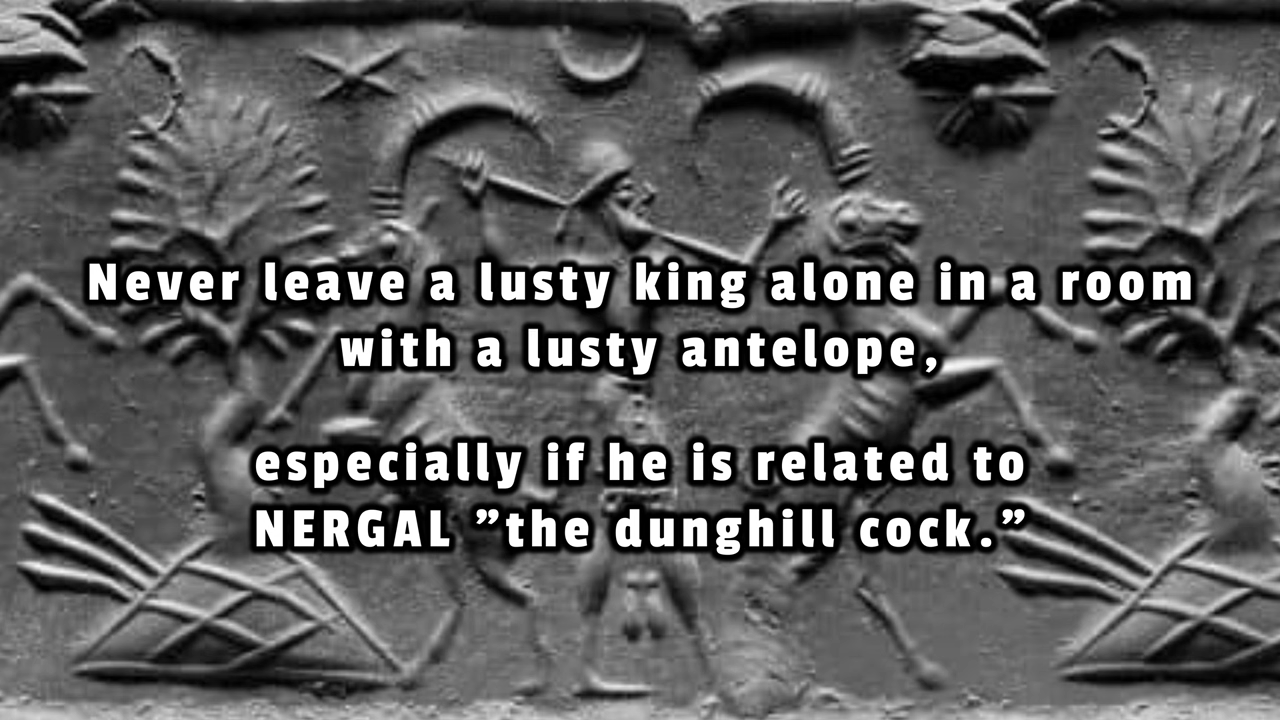 Never leave a lusty king alone in a room
with a lusty antelope,
especially if he is related to
NERGAL ”the dunghill cock.”